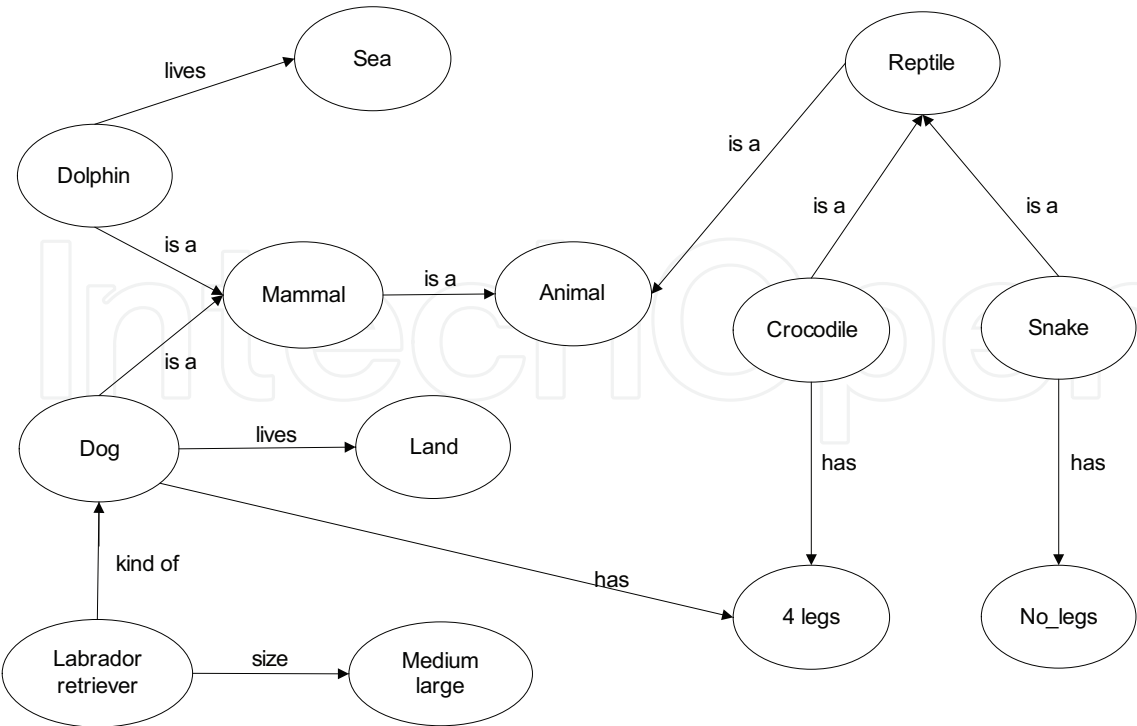 Sea
Reptile
lives
Dolphin
is a
is a
is a
is a
Mammal
is a
Animal
Crocodile
Snake
is a
Dog
lives
Land
has
has
kind of
has
4 legs
No_legs
Labrador
retriever
size
Medium
large
IntechOpen